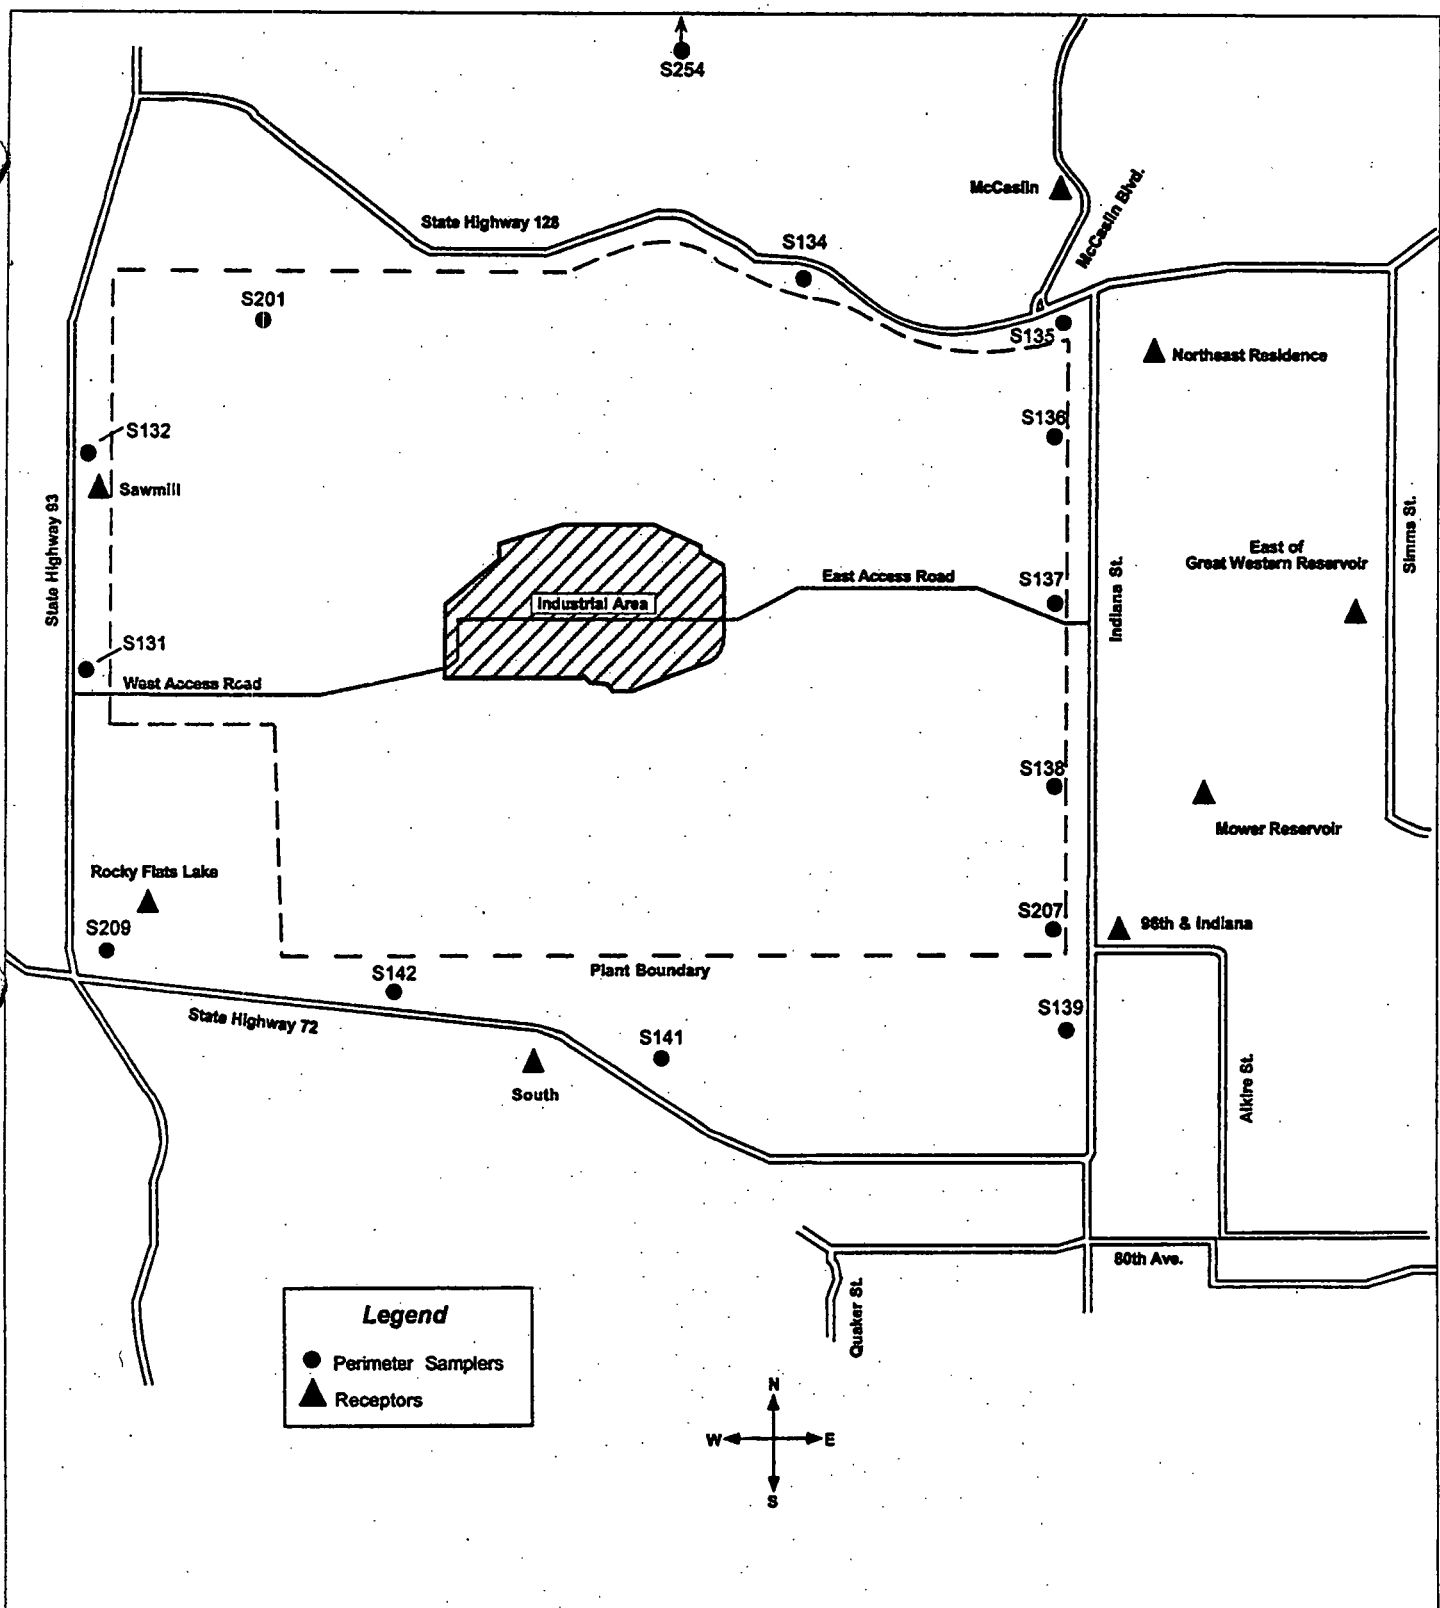 S254
McCaslin
McCaslin Blvd.
State Highway 128
S134
S201
S135
Northeast Residence
S136
S132
Sawmill
State Highway 93
Simms St.
East of
Great Western Reservoir
East Access Road
S137
Indiana St.
Industrial Area
S131
West Access Road
S138
Mower Reservoir
Rocky Flats Lake
S209
S207
96th & Indiana
Plant Boundary
S142
State Highway 72
S139
S141
South
Alkire St.
80th Ave.
Quaker St.
Legend
Perimeter Samplers
Receptors
N
W E
S